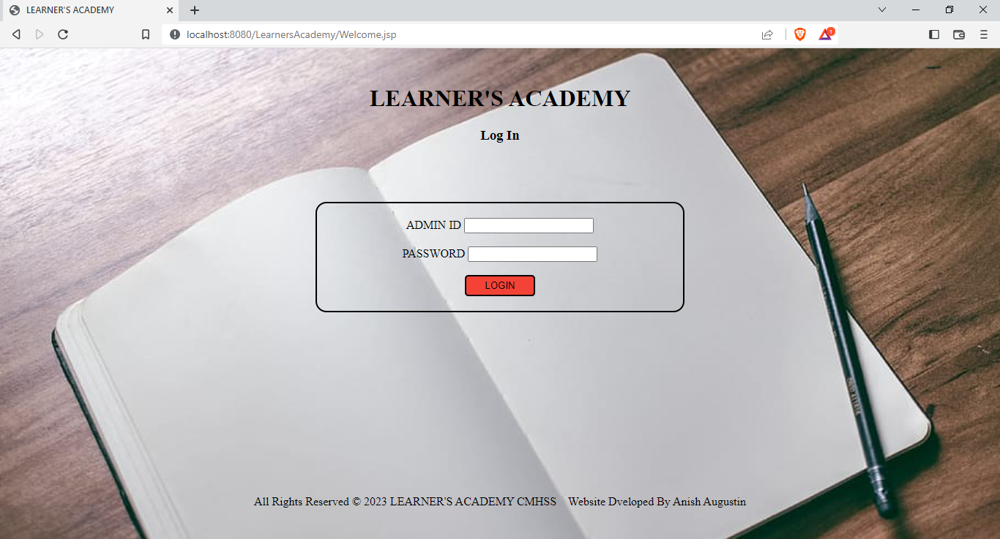 LEARNER'S ACADEMY
localhost:8080/LearnersAcademy/Welcome.jsp
1
LEARNER'S ACADEMY
Log In
ADMIN ID
PASSWORD
LOGIN
All Rights Reserved © 2023 LEARNER'S ACADEMY CMHSS Website Dveloped By Anish Augustin